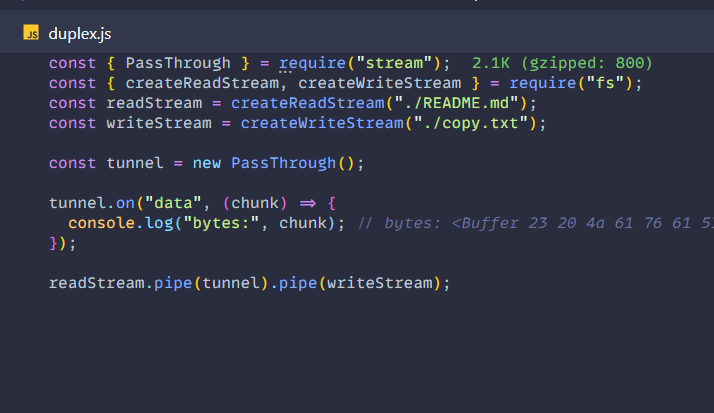 JS duplex.js
const { PassThrough } = require("stream"); 2.1K (gzipped: 800)
const { createReadStream, createWriteStream } = require("fs");
const readStream = createReadStream("./README.md");
const writeStream = createWriteStream("./copy.txt");
const tunnel = new PassThrough();
tunnel.on("data", (chunk) => {
console.log("bytes:", chunk); // bytes: <Buffer 23 20 4a 61 76 61
});
readStream.pipe(tunnel).pipe(writeStream);